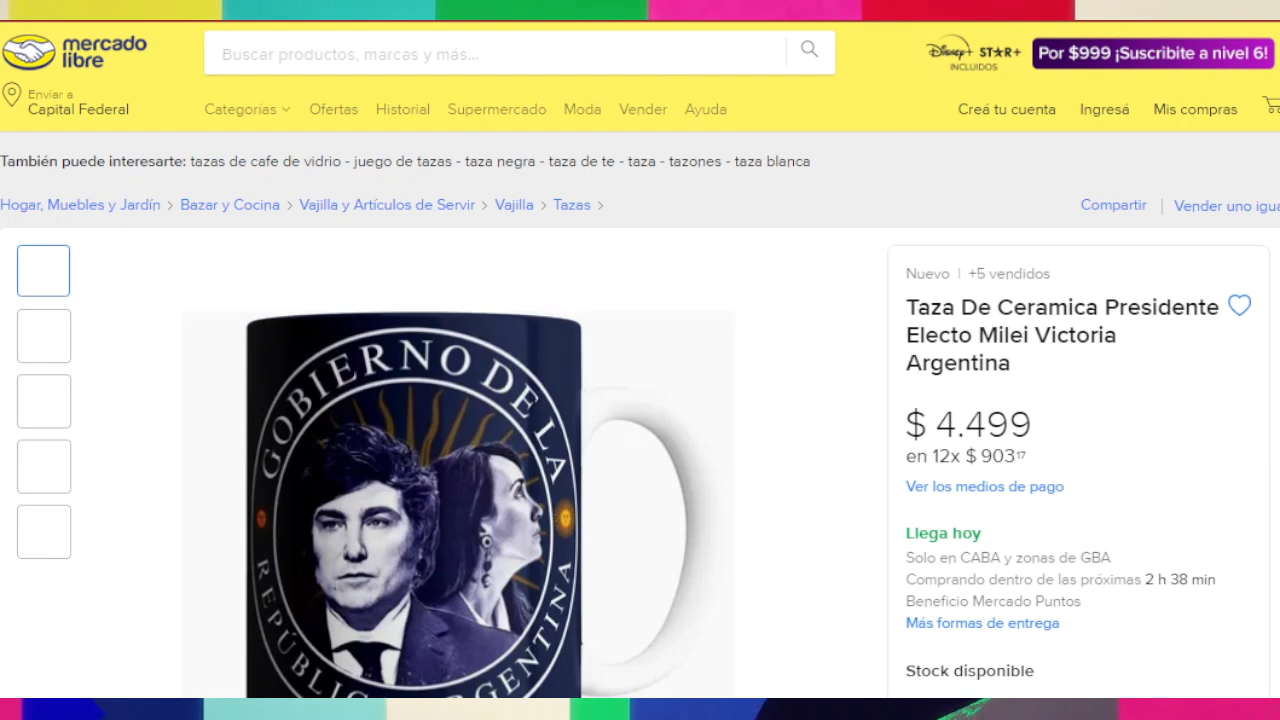 mercado
libre
Buscar productos, marcas y más...
Disney+ STAR+
INCLUIDOS
Por $999 ¡Suscribite a nivel 6!
Enviar a
Capital Federal
Categorías Ofertas Historial Supermercado Moda Vender Ayuda
Creá tu cuenta Ingresá Mis compras
También puede interesarte: tazas de cafe de vidrio - juego de tazas - taza negra - taza de te - taza - tazones - taza blanca
Hogar, Muebles y Jardín > Bazar y Cocina > Vajilla y Artículos de Servir > Vajilla > Tazas >
Compartir | Vender uno igua
GOBIERNO DE LA
REPÚBLICA ARGENTINA
Nuevo | +5 vendidos
Taza De Ceramica Presidente
Electo Milei Victoria
Argentina
$ 4.499
en 12x $ 903 17
Ver los medios de pago
Llega hoy
Solo en CABA y zonas de GBA
Comprando dentro de las próximas 2 h 38 min
Beneficio Mercado Puntos
Más formas de entrega
Stock disponible